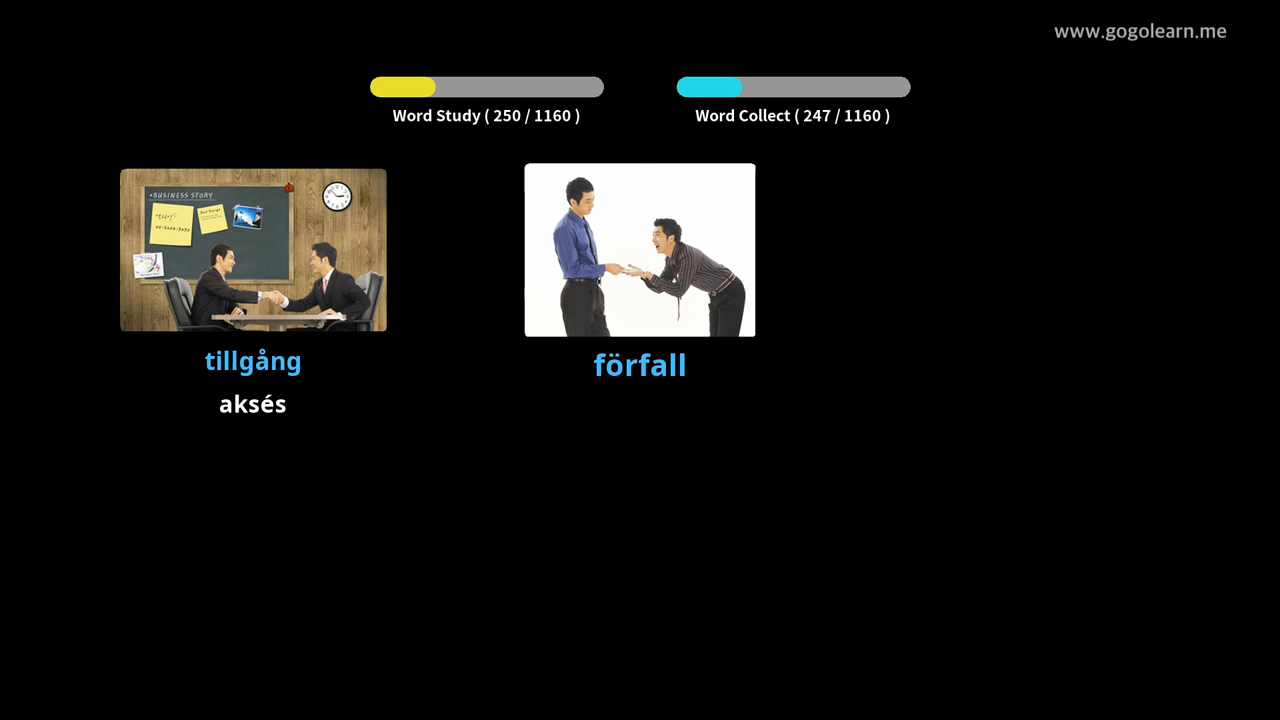 www.gogolearn.me
Word Study ( 250 / 1160 )
Word Collect ( 247 / 1160 )
BUSINESS STORY
tillgång
aksés
förfall